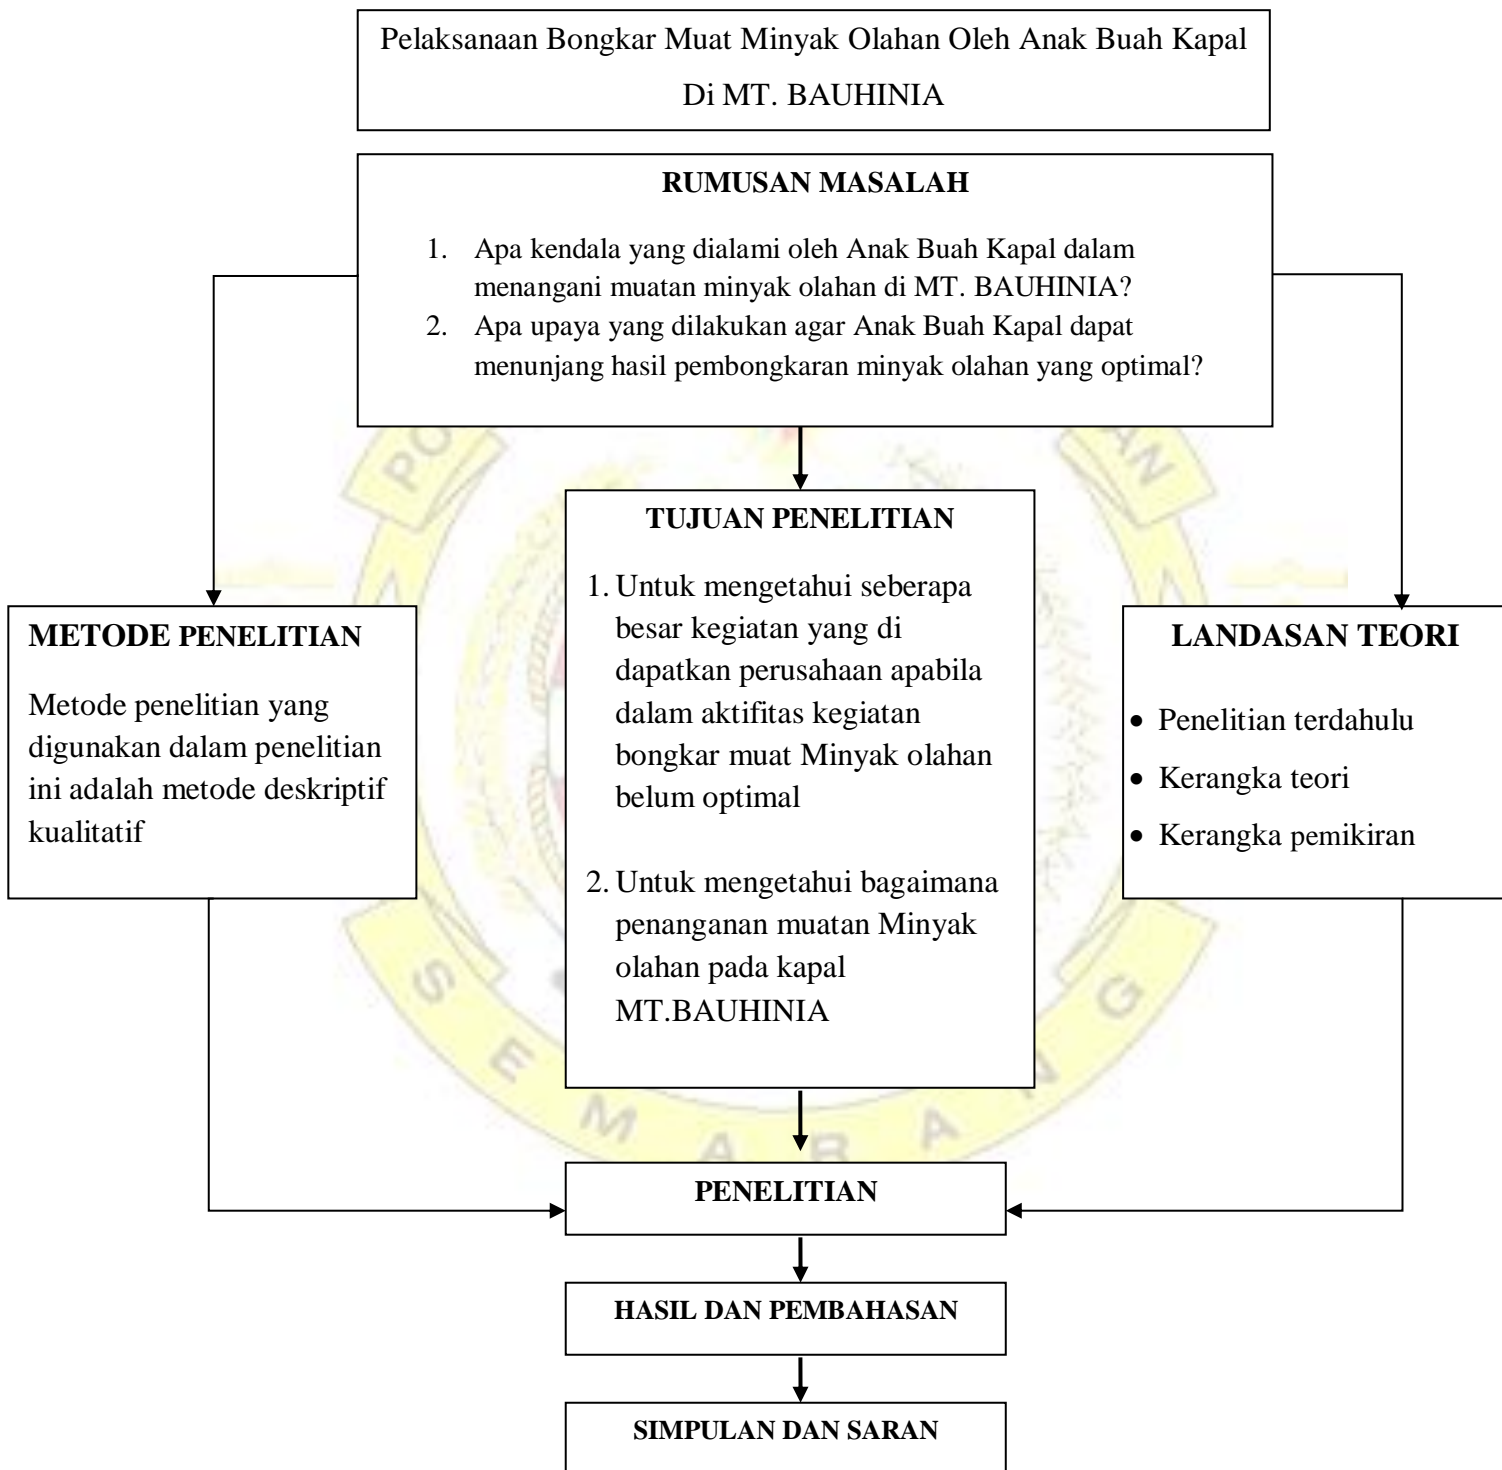 Pelaksanaan Bongkar Muat Minyak Olahan Oleh Anak Buah Kapal
Di MT. BAUHINIA
RUMUSAN MASALAH
1. Apa kendala yang dialami oleh Anak Buah Kapal dalam
menangani muatan minyak olahan di MT. BAUHINIA?
2. Apa upaya yang dilakukan agar Anak Buah Kapal dapat
menunjang hasil pembongkaran minyak olahan yang optimal?
METODE PENELITIAN
Metode penelitian yang
digunakan dalam penelitian
ini adalah metode deskriptif
kualitatif
TUJUAN PENELITIAN
1. Untuk mengetahui seberapa
besar kegiatan yang di
dapatkan perusahaan apabila
dalam aktifitas kegiatan
bongkar muat Minyak olahan
belum optimal
2. Untuk mengetahui bagaimana
penanganan muatan Minyak
olahan pada kapal
MT.BAUHINIA
LANDASAN TEORI
• Penelitian terdahulu
• Kerangka teori
• Kerangka pemikiran
PENELITIAN
HASIL DAN PEMBAHASAN
SIMPULAN DAN SARAN
PO
AN
SEMARANG